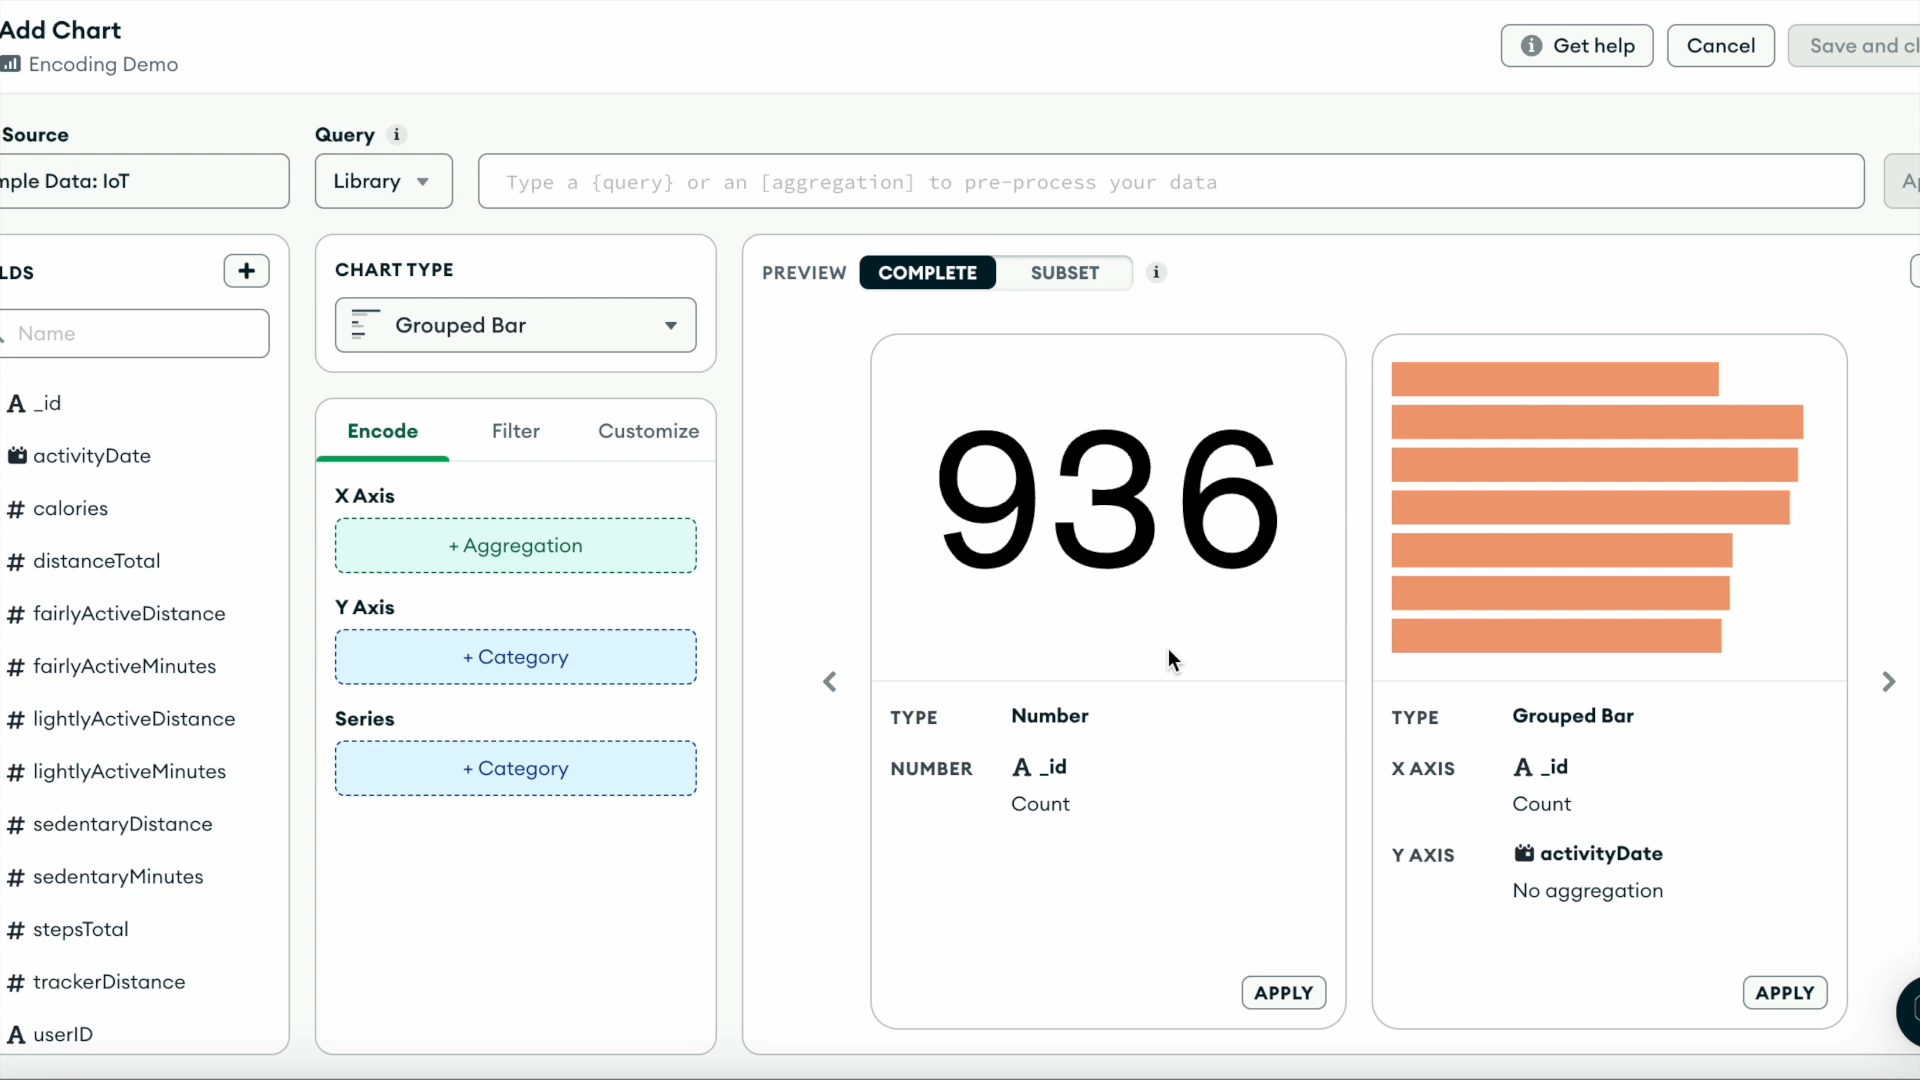 Add Chart
Encoding Demo
Get help
Cancel
Save and cl
Source
mple Data: IoT
Query
Library
Type a {query} or an [aggregation] to pre-process your data
Ap
LDS
+
Name
A _id
activityDate
# calories
# distanceTotal
# fairlyActiveDistance
# fairlyActiveMinutes
# lightlyActiveDistance
# lightlyActiveMinutes
# sedentaryDistance
# sedentaryMinutes
# stepsTotal
# trackerDistance
A userID
CHART TYPE
Grouped Bar
Encode
Filter
Customize
X Axis
+ Aggregation
Y Axis
+ Category
Series
+ Category
PREVIEW
COMPLETE
SUBSET
936
TYPE Number
NUMBER A _id
Count
APPLY
TYPE Grouped Bar
X AXIS A _id
Count
Y AXIS activityDate
No aggregation
APPLY